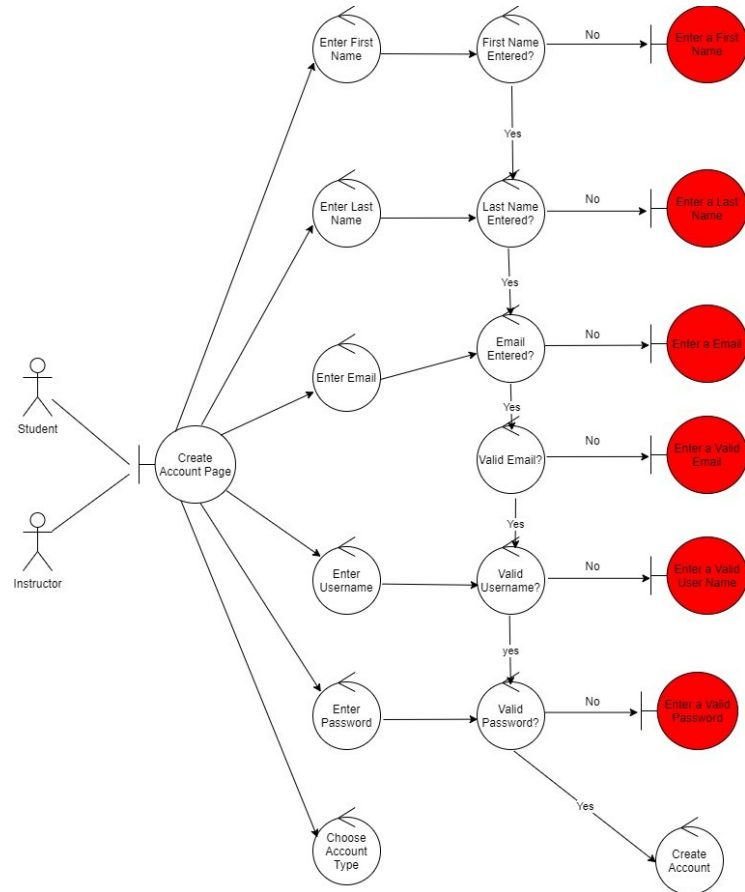 Enter First
Name
First Name
Entered?
No
Enter a First
Name
Yes
Enter Last
Name
Last Name
Entered?
No
Enter a Last
Name
Yes
Enter Email
Email
Entered?
No
Enter a Email
Yes
Student
Create
Account Page
Valid Email?
No
Enter a Valid
Email
Yes
Instructor
Enter
Username
Valid
Username?
No
Enter a Valid
User Name
yes
Enter
Password
Valid
Password?
No
Enter a Valid
Password
Yes
Choose
Account
Type
Create
Account